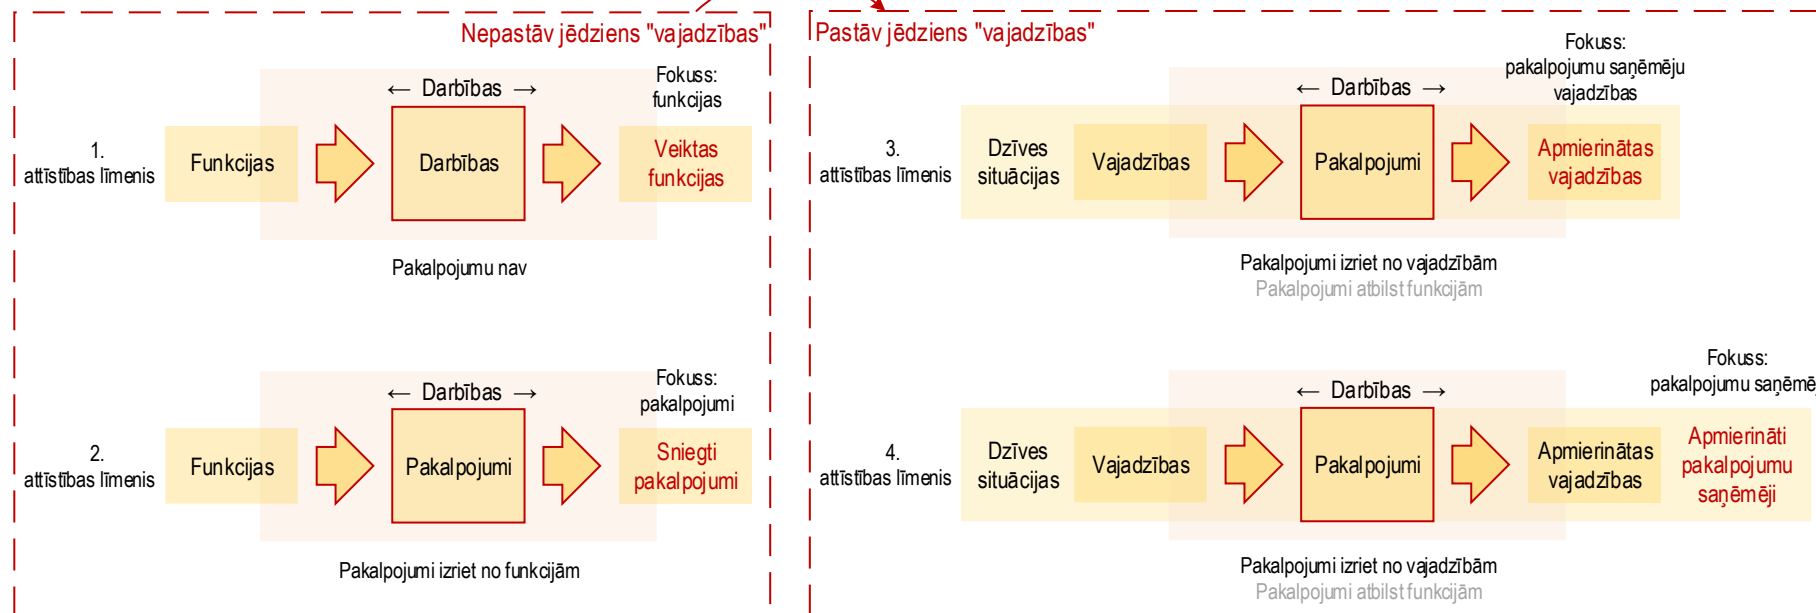 Nepastāv jēdziens "vajadzības"
← Darbības →
Fokuss:
funkcijas
1.
attīstības līmenis
Funkcijas
Darbības
Veiktas
funkcijas
Pakalpojumu nav
← Darbības →
Fokuss:
pakalpojumi
2.
attīstības līmenis
Funkcijas
Pakalpojumi
Sniegti
pakalpojumi
Pakalpojumi izriet no funkcijām
Pastāv jēdziens "vajadzības"
← Darbības →
Fokuss:
pakalpojumu saņēmēju
vajadzības
3.
attīstības līmenis
Dzīves
situācijas
Vajadzības
Pakalpojumi
Apmierinātas
vajadzības
Pakalpojumi izriet no vajadzībām
Pakalpojumi atbilst funkcijām
← Darbības →
Fokuss:
pakalpojumu saņēmēj
4.
attīstības līmenis
Dzīves
situācijas
Vajadzības
Pakalpojumi
Apmierinātas
vajadzības
Apmierināti
pakalpojumu
saņēmēji
Pakalpojumi izriet no vajadzībām
Pakalpojumi atbilst funkcijām